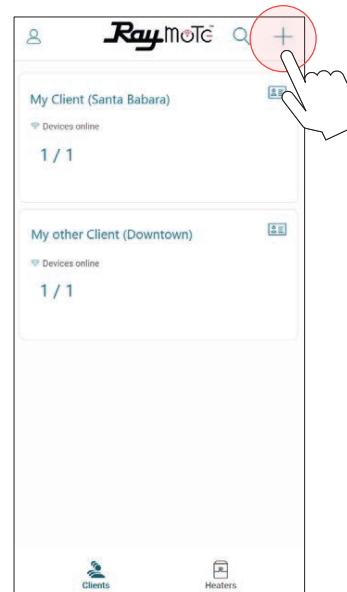 RaymoTe
My Client (Santa Babara)
Devices online
1 / 1
My other Client (Downtown)
Devices online
1 / 1
Clients
Heaters